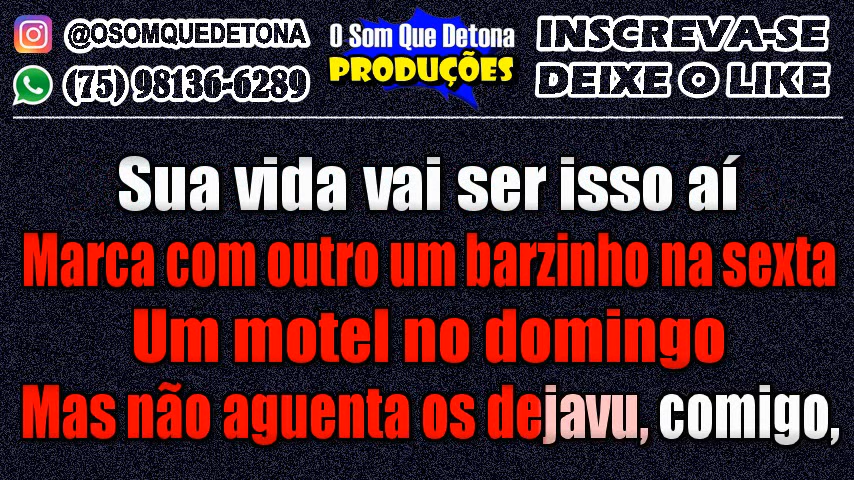 @OSOMQUEDETONA
(75) 98136-6289
O Som Que Detona
PRODUÇÕES
INSCREVA-SE
DEIXE O LIKE
Sua vida vai ser isso aí
Marca com outro um barzinho na sexta
Um motel no domingo
Mas não aguenta os dejavu, comigo,